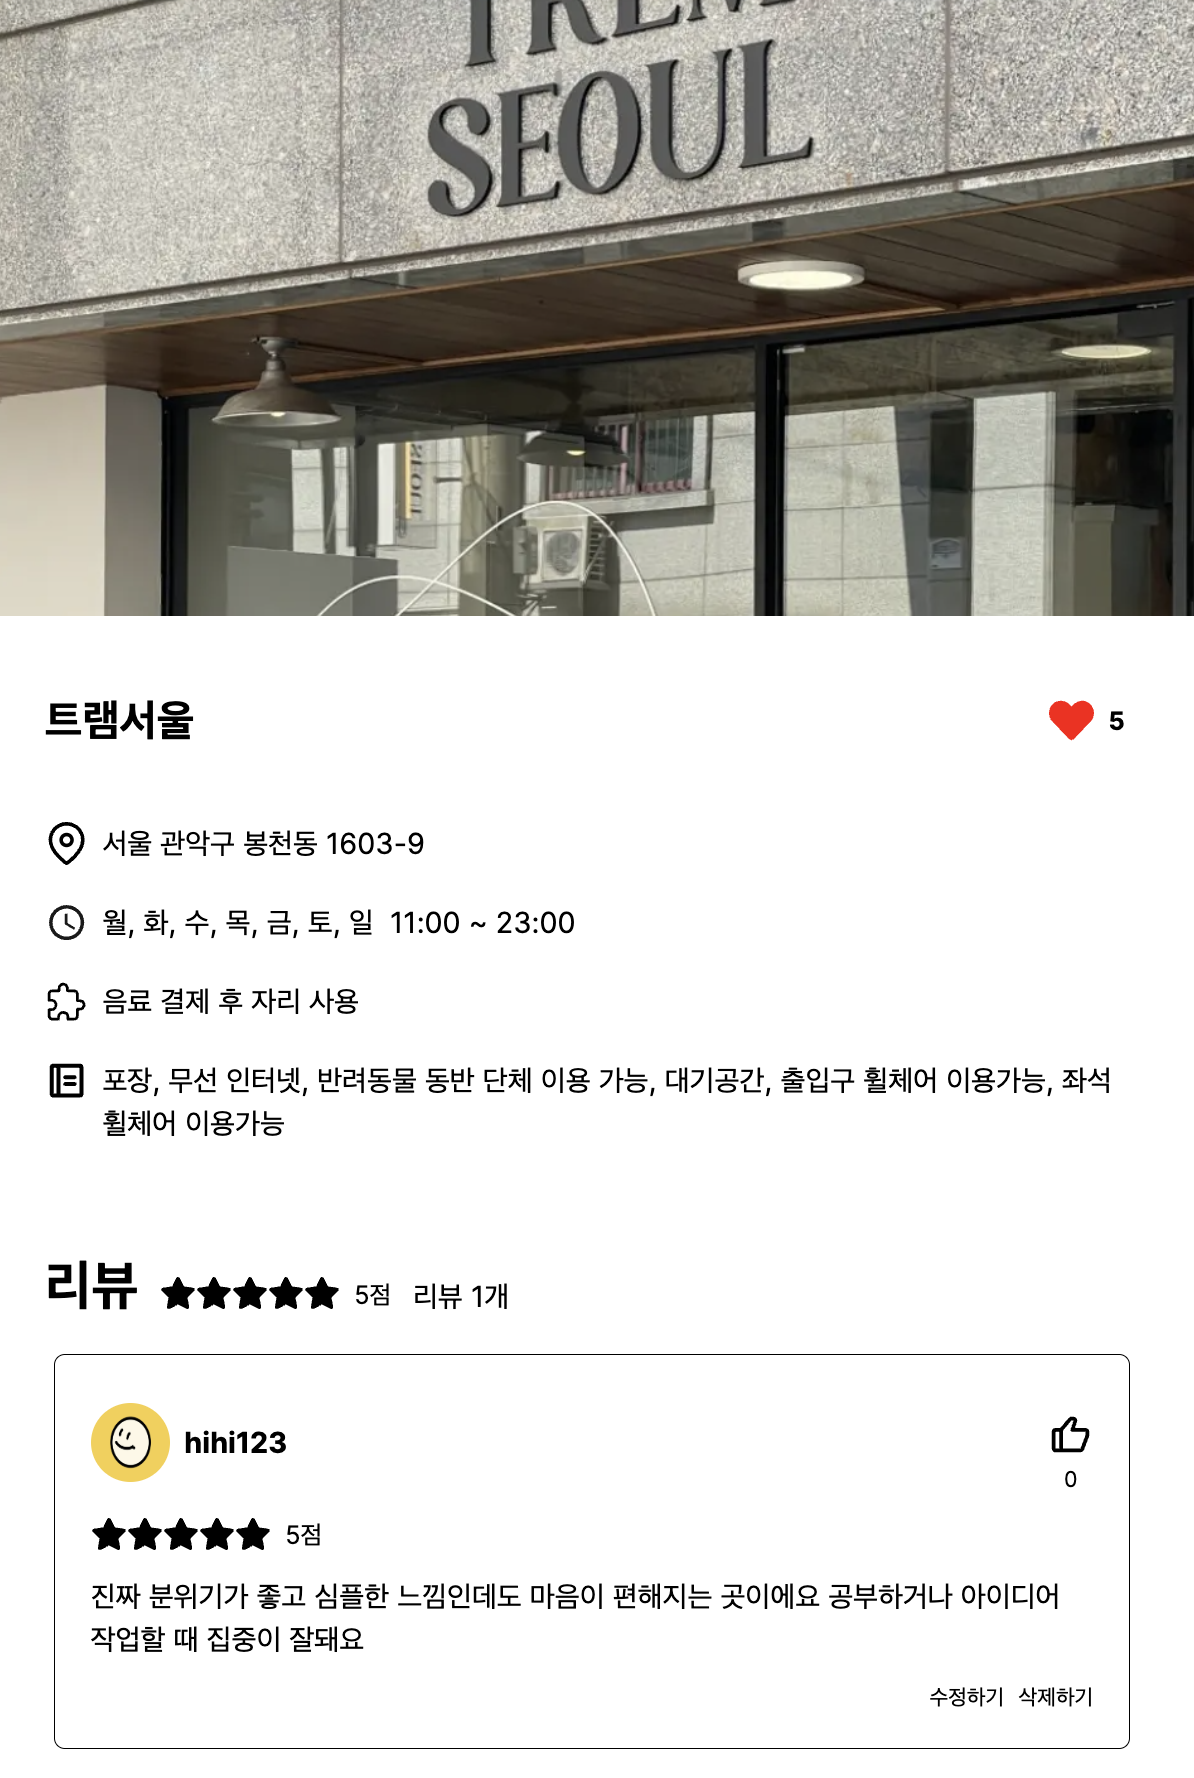 SEOUL
트램서울
5
서울 관악구 봉천동 1603-9
월, 화, 수, 목, 금, 토, 일 11:00 ~ 23:00
음료 결제 후 자리 사용
포장, 무선 인터넷, 반려동물 동반 단체 이용 가능, 대기공간, 출입구 휠체어 이용가능, 좌석
휠체어 이용가능
리뷰 5점 리뷰 1개
hihi123
0
5점
진짜 분위기가 좋고 심플한 느낌인데도 마음이 편해지는 곳이에요 공부하거나 아이디어
작업할 때 집중이 잘돼요
수정하기 삭제하기